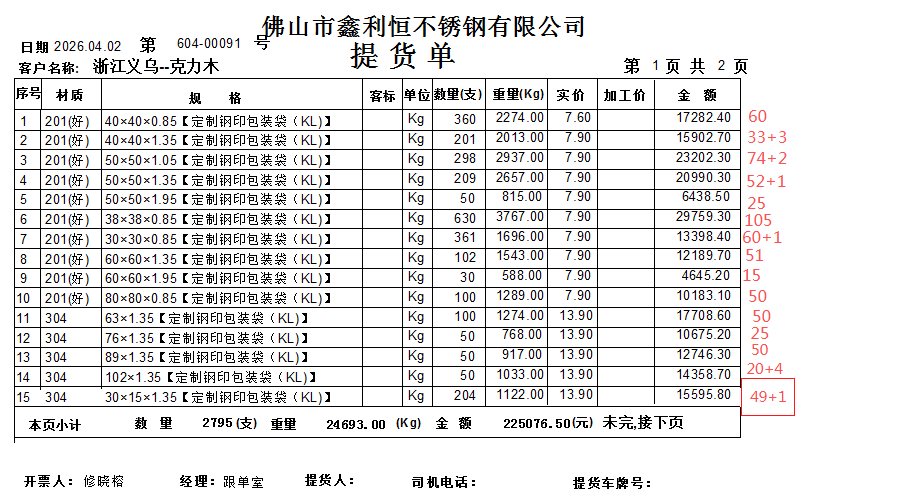 佛山市鑫利恒不锈钢有限公司
日期 2026.04.02 第 604-00091 号
提货单
客户名称: 浙江义乌--克力木 第 1 页 共 2 页
序号 材质 规 格 客标 单位 数量(支) 重量(Kg) 实价 加工价 金 额
1 201(好) 40×40×0.85【定制钢印包装袋（KL)】 Kg 360 2274.00 7.60 17282.40 60
2 201(好) 40×40×1.35【定制钢印包装袋（KL)】 Kg 201 2013.00 7.90 15902.70 33+3
3 201(好) 50×50×1.05【定制钢印包装袋（KL)】 Kg 298 2937.00 7.90 23202.30 74+2
4 201(好) 50×50×1.35【定制钢印包装袋（KL)】 Kg 209 2657.00 7.90 20990.30 52+1
5 201(好) 50×50×1.95【定制钢印包装袋（KL)】 Kg 50 815.00 7.90 6438.50 25
6 201(好) 38×38×0.85【定制钢印包装袋（KL)】 Kg 630 3767.00 7.90 29759.30 105
7 201(好) 30×30×0.85【定制钢印包装袋（KL)】 Kg 361 1696.00 7.90 13398.40 60+1
8 201(好) 60×60×1.35【定制钢印包装袋（KL)】 Kg 102 1543.00 7.90 12189.70 51
9 201(好) 60×60×1.95【定制钢印包装袋（KL)】 Kg 30 588.00 7.90 4645.20 15
10 201(好) 80×80×0.85【定制钢印包装袋（KL)】 Kg 100 1289.00 7.90 10183.10 50
11 304 63×1.35【定制钢印包装袋（KL)】 Kg 100 1274.00 13.90 17708.60 50
12 304 76×1.35【定制钢印包装袋（KL)】 Kg 50 768.00 13.90 10675.20 25
13 304 89×1.35【定制钢印包装袋（KL)】 Kg 50 917.00 13.90 12746.30 50
14 304 102×1.35【定制钢印包装袋（KL)】 Kg 50 1033.00 13.90 14358.70 20+4
15 304 30×15×1.35【定制钢印包装袋（KL)】 Kg 204 1122.00 13.90 15595.80 49+1
本页小计 数 量 2795(支) 重量 24693.00 (Kg) 金 额 225076.50(元) 未完,接下页
开票人: 修晓榕 经理: 跟单室 提货人: 司机电话: 提货车牌号: